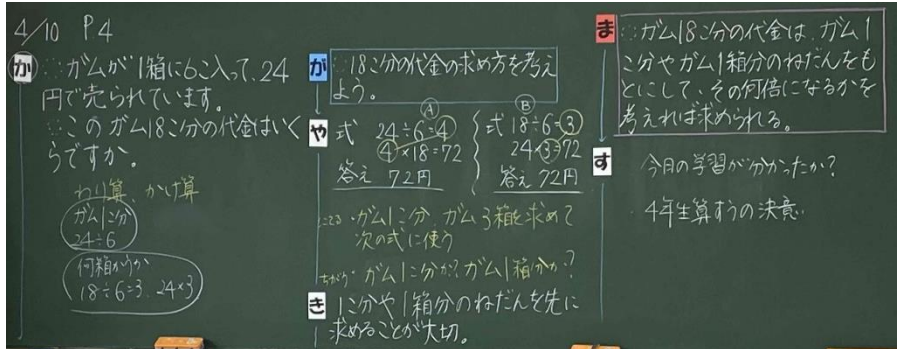 4/10 P.4
か
ガムが1箱に6こ入って、24
円で売られています。
このガム18こ分の代金はいく
らですか。
わり算、かけ算
ガム1こ分
24÷6
何箱かうか
18÷6=3、24×3
が
18こ分の代金の求め方を考え
よう。
や
Ⓐ
式 24÷6=4
4×18=72
答え 72円
Ⓑ
式 18÷6=3
24×3=72
答え 72円
にてる・ガム1こ分、ガム3箱を求めて
次の式に使う
ちがう・ガム1こ分か?ガム1箱分か?
き
1こ分や1箱分のねだんを先に
求めることが大切。
ま
ガム18こ分の代金は、ガム1
こ分やガム1箱分のねだんをも
とにして、その何倍になるかを
考えれば求められる。
す
今日の学習が分かったか?
・4年生算すうの決意